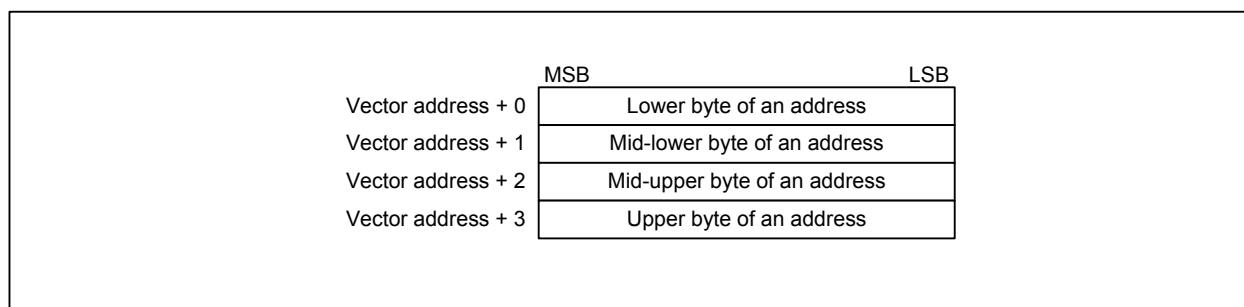 MSB LSB
Vector address + 0 Lower byte of an address
Vector address + 1 Mid-lower byte of an address
Vector address + 2 Mid-upper byte of an address
Vector address + 3 Upper byte of an address